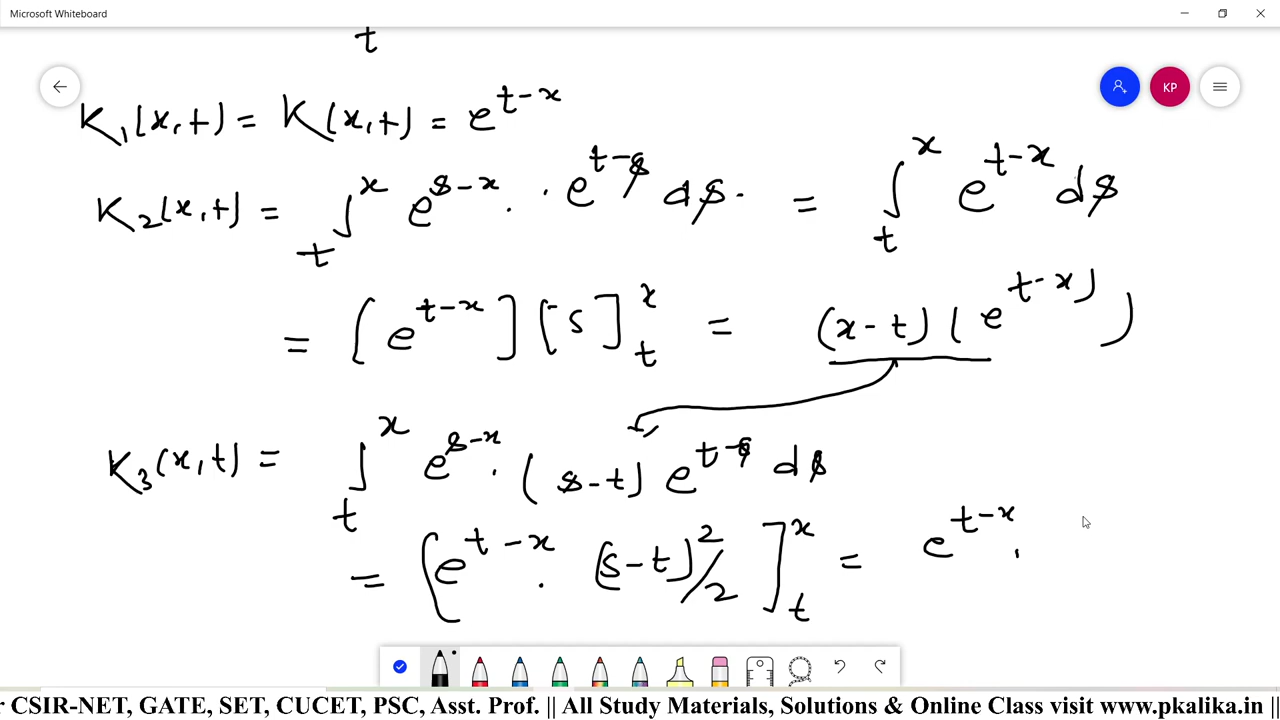 Microsoft Whiteboard
t
KP
K₁(x,t) = K(x,t) = e^{t-x}
K₂(x,t) = ∫_t^x e^{s-x} . e^{t-s} ds. = ∫_t^x e^{t-x} ds
= [e^{t-x}] [s]_t^x = (x-t) (e^{t-x)})
K₃(x,t) = ∫_t^x e^{s-x} . (s-t) e^{t-s} ds
= [e^{t-x} . (s-t)^2/2]_t^x = e^{t-x} .
r CSIR-NET, GATE, SET, CUCET, PSC, Asst. Prof. || All Study Materials, Solutions & Online Class visit www.pkalika.in ||